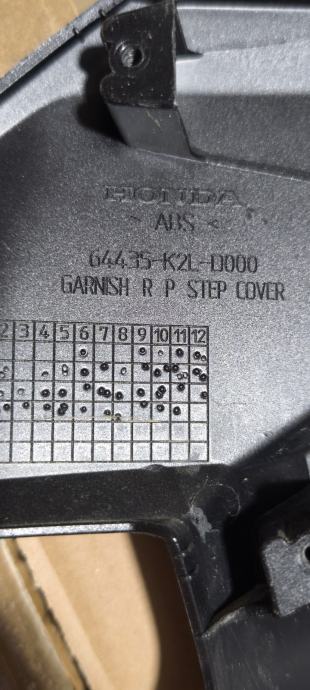 HONDA
> ABS <
64435-K2L-D000
GARNISH R P STEP COVER
2 3 4 5 6 7 8 9 10 11 12